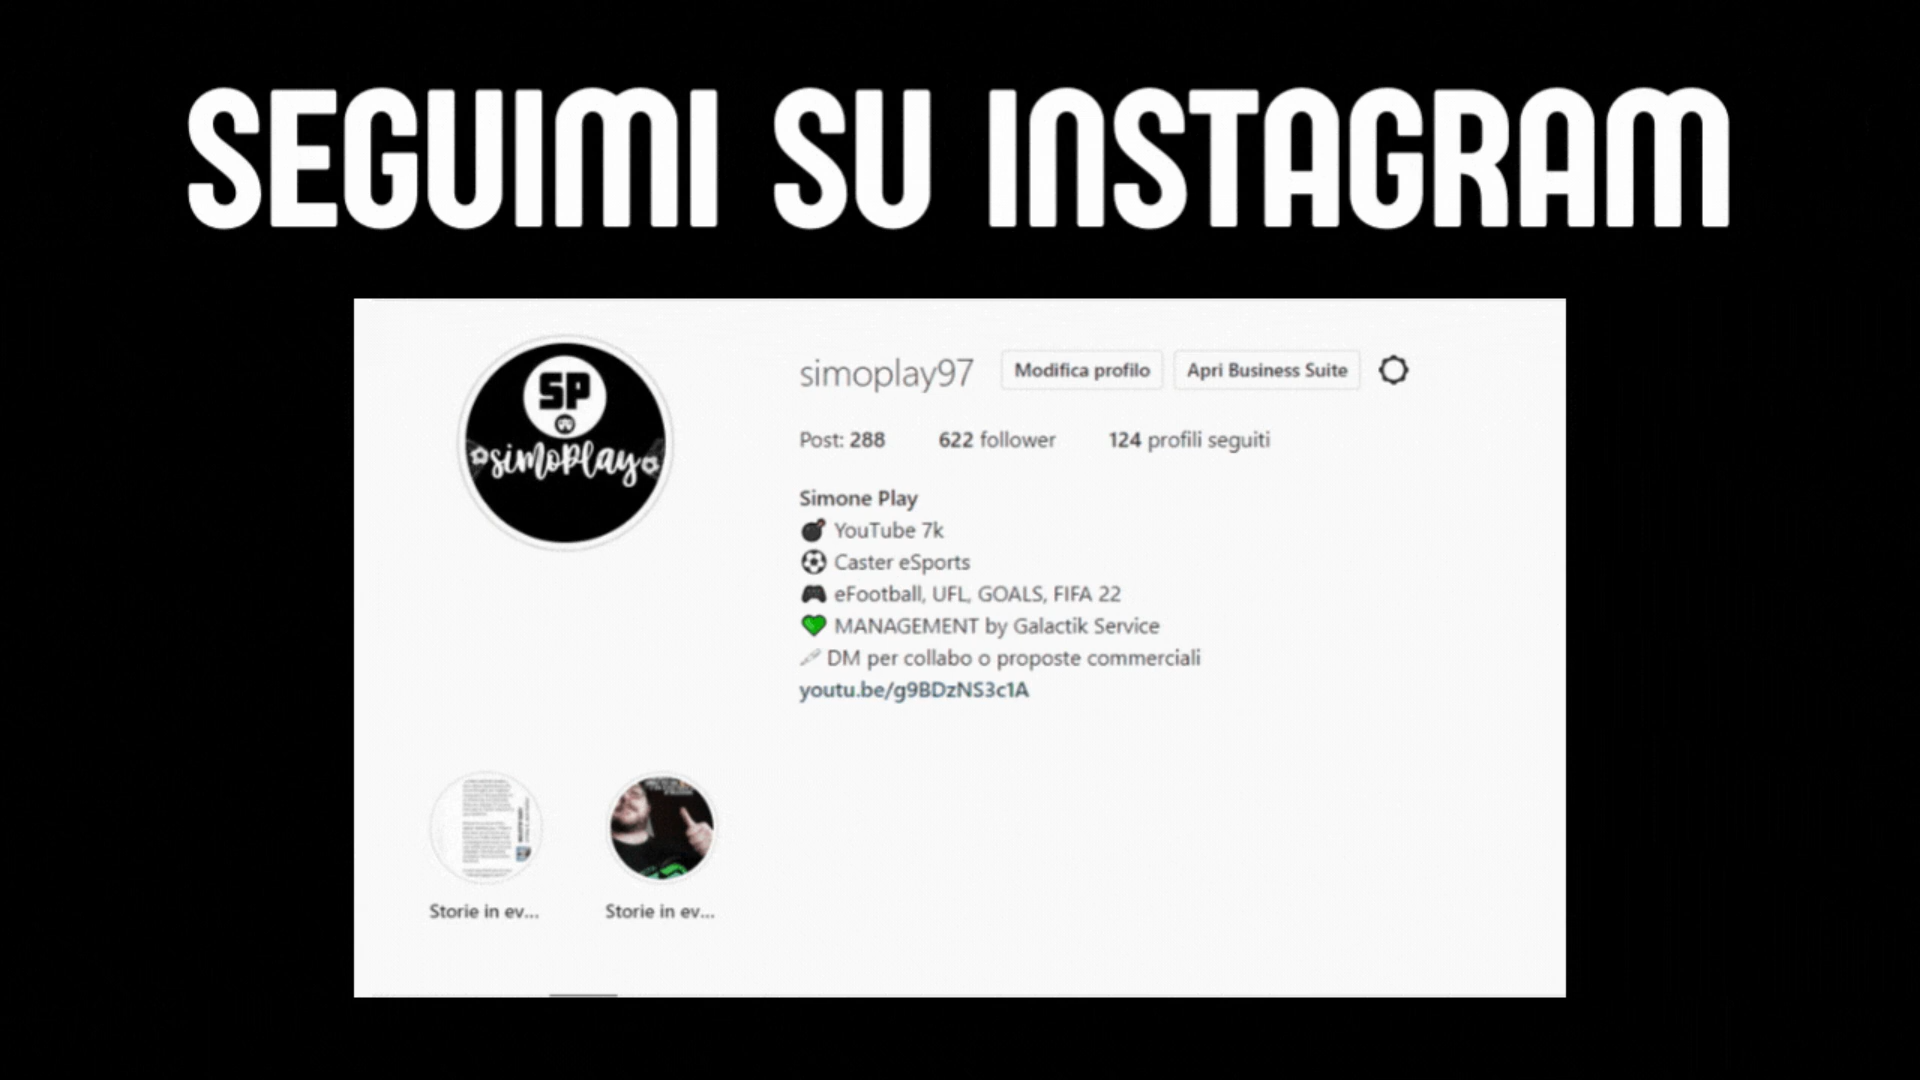 SEGUIMI SU INSTAGRAM
SP
simoplay
simoplay97 Modifica profilo Apri Business Suite
Post: 288 622 follower 124 profili seguiti
Simone Play
YouTube 7k
Caster eSports
eFootball, UFL, GOALS, FIFA 22
MANAGEMENT by Galactik Service
DM per collabo o proposte commerciali
youtu.be/g9BDzNS3c1A
Storie in ev... Storie in ev...